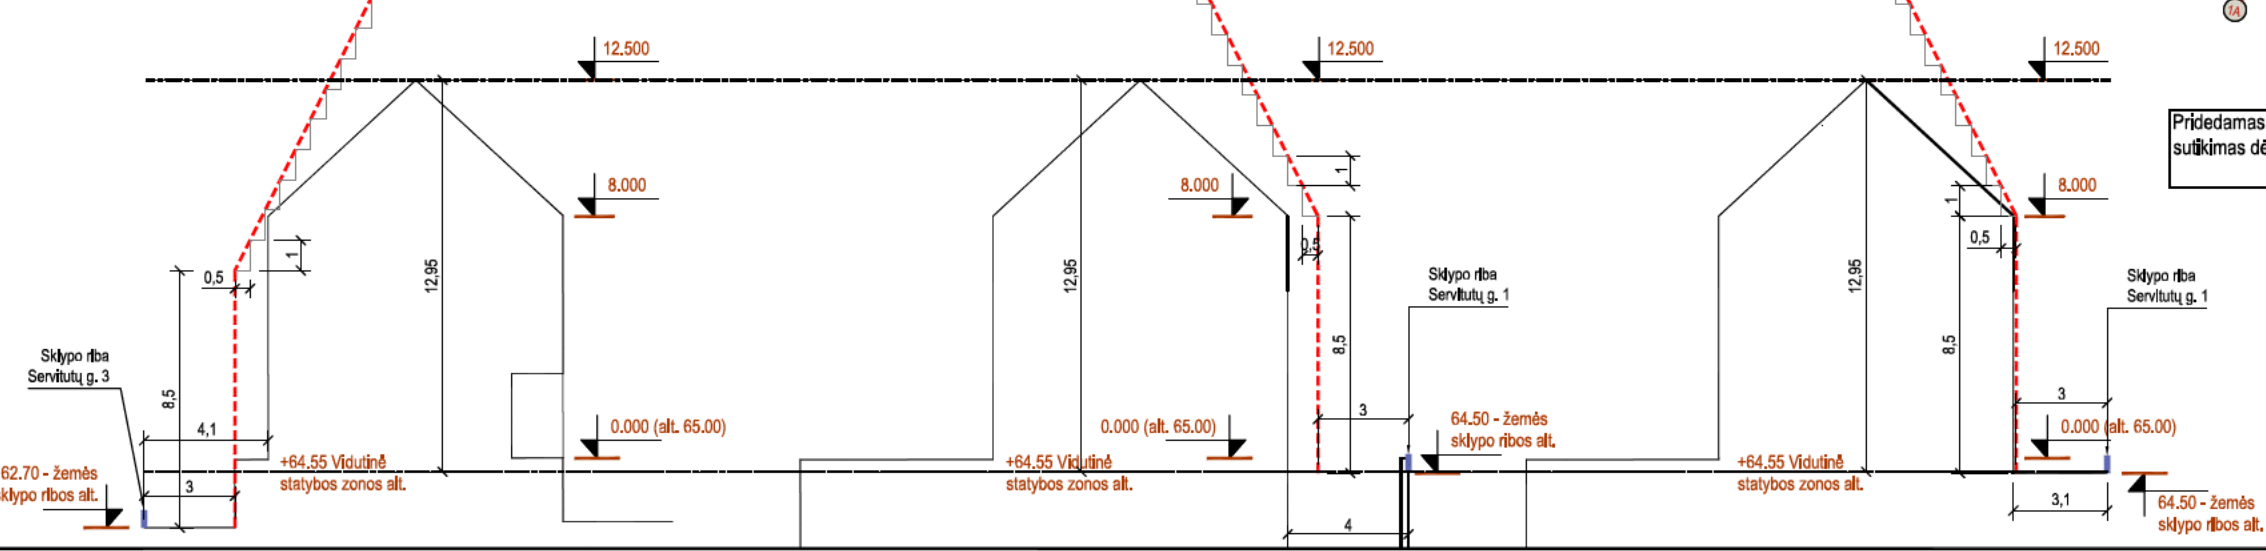 1A
12.500
12.500
12.500
Pridedamas
sutikimas dė
8.000
8.000
8.000
1
1
1
0,5
0,5
0,5
12,95
12,95
12,95
Sklypo riba
Servitutų g. 1
Sklypo riba
Servitutų g. 1
Sklypo riba
Servitutų g. 3
8,5
8,5
8,5
4,1
3
3
0.000 (alt. 65.00)
0.000 (alt. 65.00)
0.000 (alt. 65.00)
64.50 - žemės
sklypo ribos alt.
62.70 - žemės
sklypo ribos alt.
3
+64.55 Vidutinė
statybos zonos alt.
+64.55 Vidutinė
statybos zonos alt.
+64.55 Vidutinė
statybos zonos alt.
4
3,1
64.50 - žemės
sklypo ribos alt.